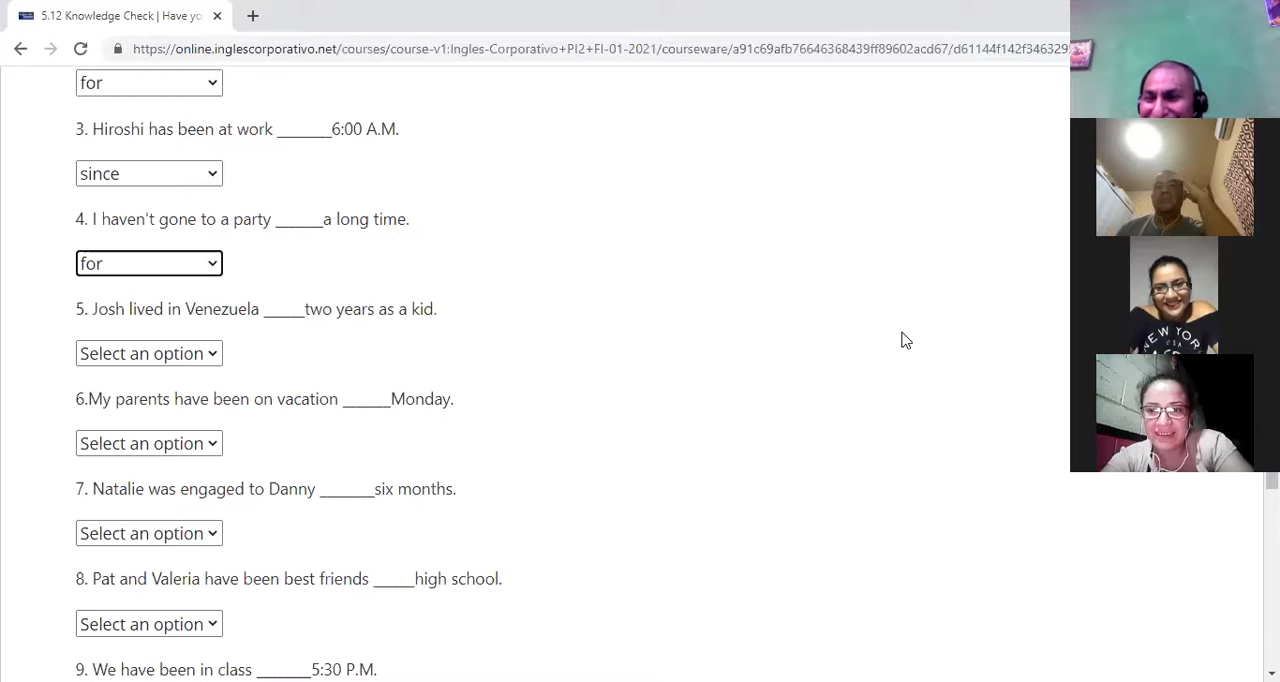 5.12 Knowledge Check | Have yo
https://online.inglescorporativo.net/courses/course-v1:Ingles-Corporativo+PI2+FI-01-2021/courseware/a91c69afb76646368439ff89602acd67/d61144f142f3463295
for
3. Hiroshi has been at work _______6:00 A.M.
since
4. I haven't gone to a party ______a long time.
for
5. Josh lived in Venezuela _____two years as a kid.
Select an option
6.My parents have been on vacation ______Monday.
Select an option
7. Natalie was engaged to Danny _______six months.
Select an option
8. Pat and Valeria have been best friends _____high school.
Select an option
9. We have been in class _______5:30 P.M.
NEW YORK